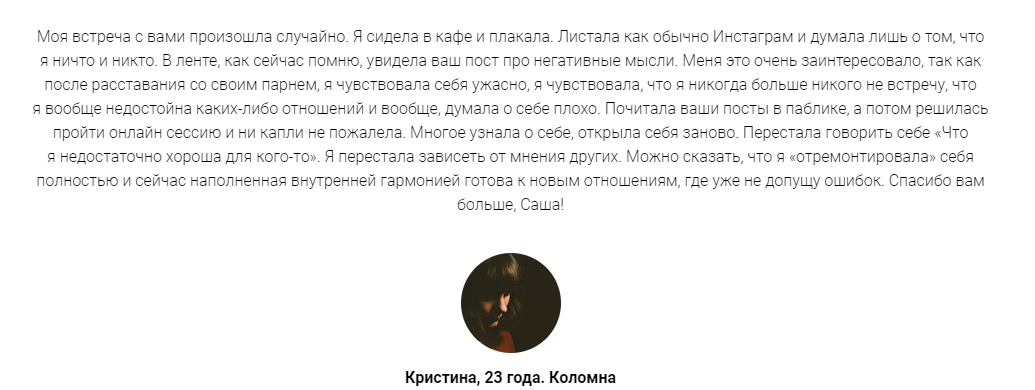 Моя встреча с вами произошла случайно. Я сидела в кафе и плакала. Листала как обычно Инстаграм и думала лишь о том, что
я ничто и никто. В ленте, как сейчас помню, увидела ваш пост про негативные мысли. Меня это очень заинтересовало, так как
после расставания со своим парнем, я чувствовала себя ужасно, я чувствовала, что я никогда больше никого не встречу, что
я вообще недостойна каких-либо отношений и вообще, думала о себе плохо. Почитала ваши посты в паблике, а потом решилась
пройти онлайн сессию и ни капли не пожалела. Многое узнала о себе, открыла себя заново. Перестала говорить себе «Что
я недостаточно хороша для кого-то». Я перестала зависеть от мнения других. Можно сказать, что я «отремонтировала» себя
полностью и сейчас наполненная внутренней гармонией готова к новым отношениям, где уже не допущу ошибок. Спасибо вам
больше, Саша!
Кристина, 23 года. Коломна